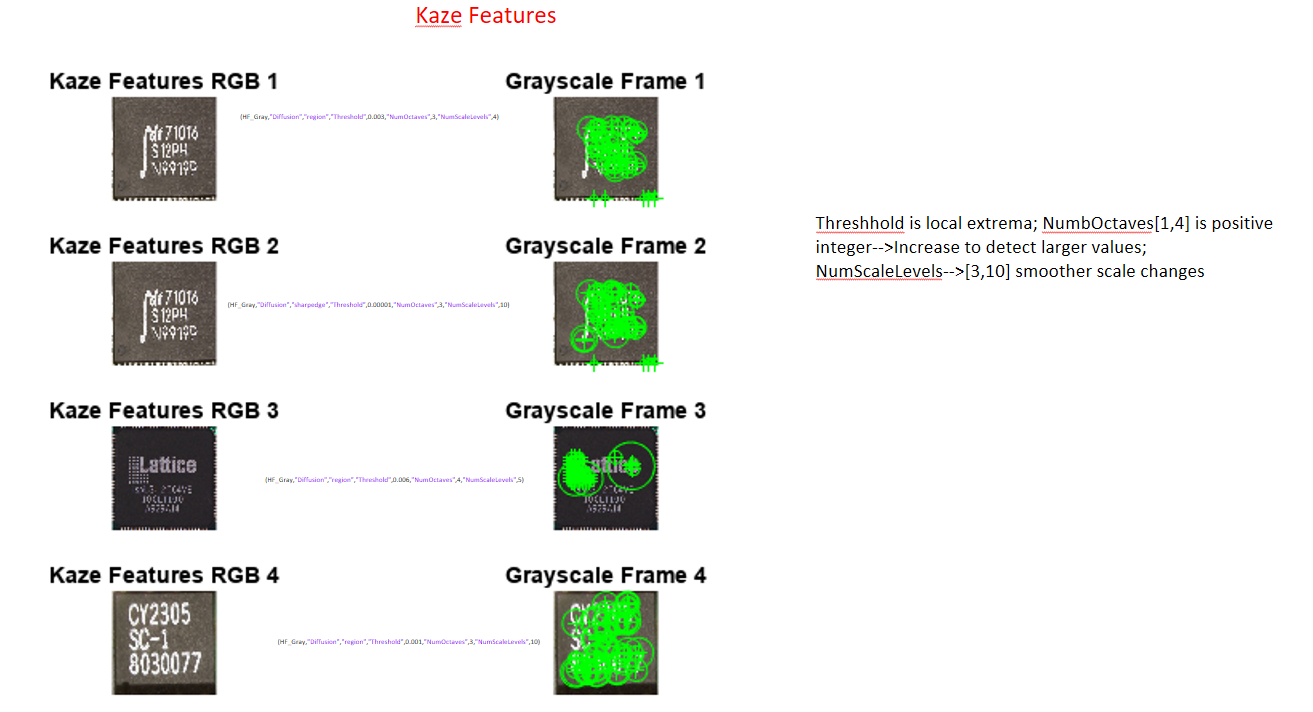 Kaze Features
Kaze Features RGB 1
Grayscale Frame 1
(HF_Gray,"Diffusion","region","Threshold",0.003,"NumOctaves",3,"NumScaleLevels",4)
71016
S12PH
Kaze Features RGB 2
Grayscale Frame 2
(HF_Gray,"Diffusion","sharpedge","Threshold",0.00001,"NumOctaves",3,"NumScaleLevels",10)
71016
S12PH
Threshhold is local extrema; NumbOctaves[1,4] is positive
integer-->Increase to detect larger values;
NumScaleLevels-->[3,10] smoother scale changes
Kaze Features RGB 3
Grayscale Frame 3
Lattice
(HF_Gray,"Diffusion","region","Threshold",0.006,"NumOctaves",4,"NumScaleLevels",5)
Kaze Features RGB 4
Grayscale Frame 4
CY2305
SC-1
8030077
(HF_Gray,"Diffusion","region","Threshold",0.001,"NumOctaves",3,"NumScaleLevels",10)